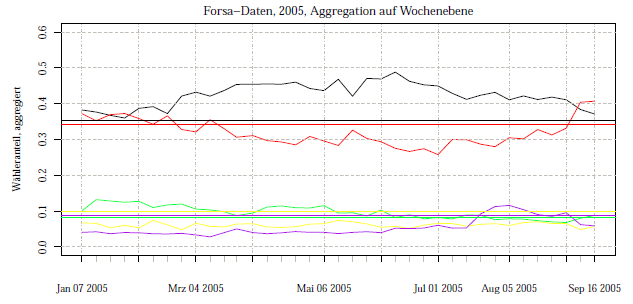 Forsa–Daten, 2005, Aggregation auf Wochenebene
Wähleranteil, aggregiert
0.6
0.5
0.4
0.3
0.2
0.1
0.0
Jan 07 2005 Mrz 04 2005 Mai 06 2005 Jul 01 2005 Aug 05 2005 Sep 16 2005